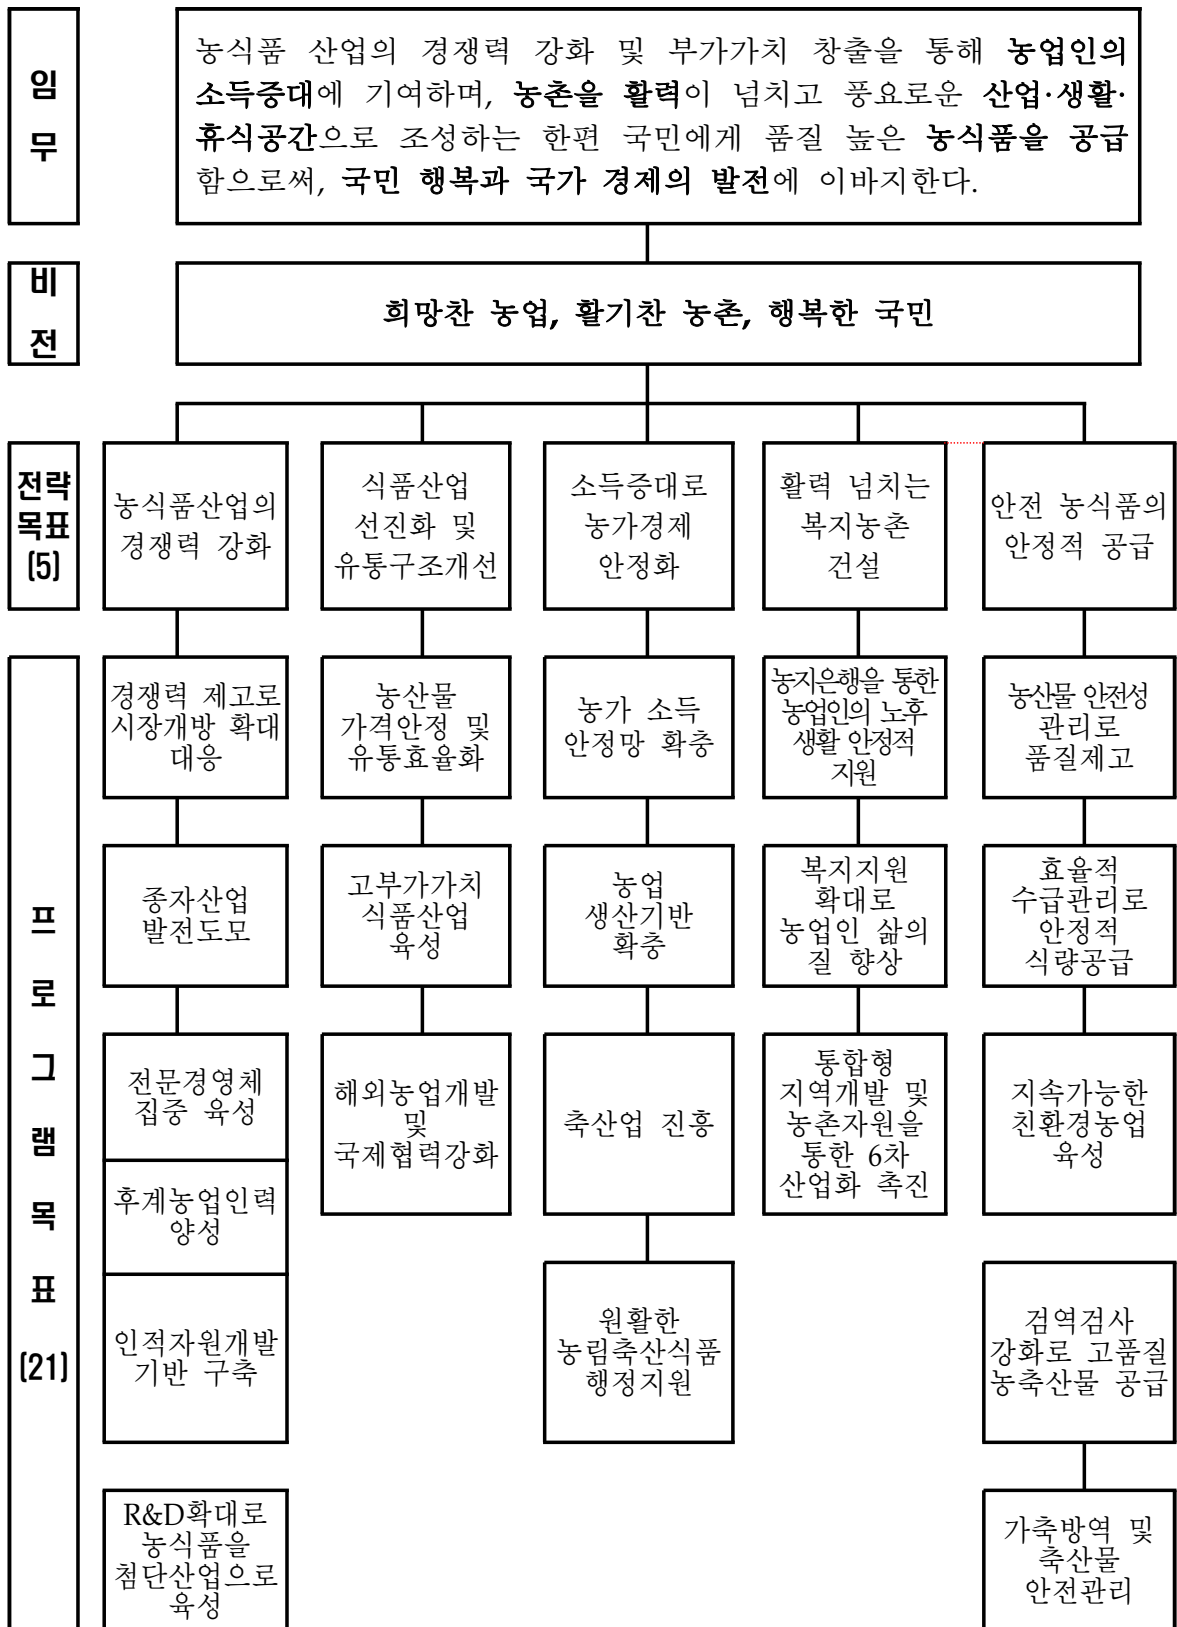 임
무
농식품 산업의 경쟁력 강화 및 부가가치 창출을 통해 농업인의
소득증대에 기여하며, 농촌을 활력이 넘치고 풍요로운 산업·생활·
휴식공간으로 조성하는 한편 국민에게 품질 높은 농식품을 공급
함으로써, 국민 행복과 국가 경제의 발전에 이바지한다.
비
전
희망찬 농업, 활기찬 농촌, 행복한 국민
전략
목표
(5)
농식품산업의
경쟁력 강화
식품산업
선진화 및
유통구조개선
소득증대로
농가경제
안정화
활력 넘치는
복지농촌
건설
안전 농식품의
안정적 공급
프
로
그
램
목
표
(21)
경쟁력 제고로
시장개방 확대
대응
농산물
가격안정 및
유통효율화
농가 소득
안정망 확충
농지은행을 통한
농업인의 노후
생활 안정적
지원
농산물 안전성
관리로
품질제고
종자산업
발전도모
고부가가치
식품산업
육성
농업
생산기반
확충
복지지원
확대로
농업인 삶의
질 향상
효율적
수급관리로
안정적
식량공급
전문경영체
집중 육성
해외농업개발
및
국제협력강화
축산업 진흥
통합형
지역개발 및
농촌자원을
통한 6차
산업화 촉진
지속가능한
친환경농업
육성
후계농업인력
양성
인적자원개발
기반 구축
원활한
농림축산식품
행정지원
검역검사
강화로 고품질
농축산물 공급
R&D확대로
농식품을
첨단산업으로
육성
가축방역 및
축산물
안전관리